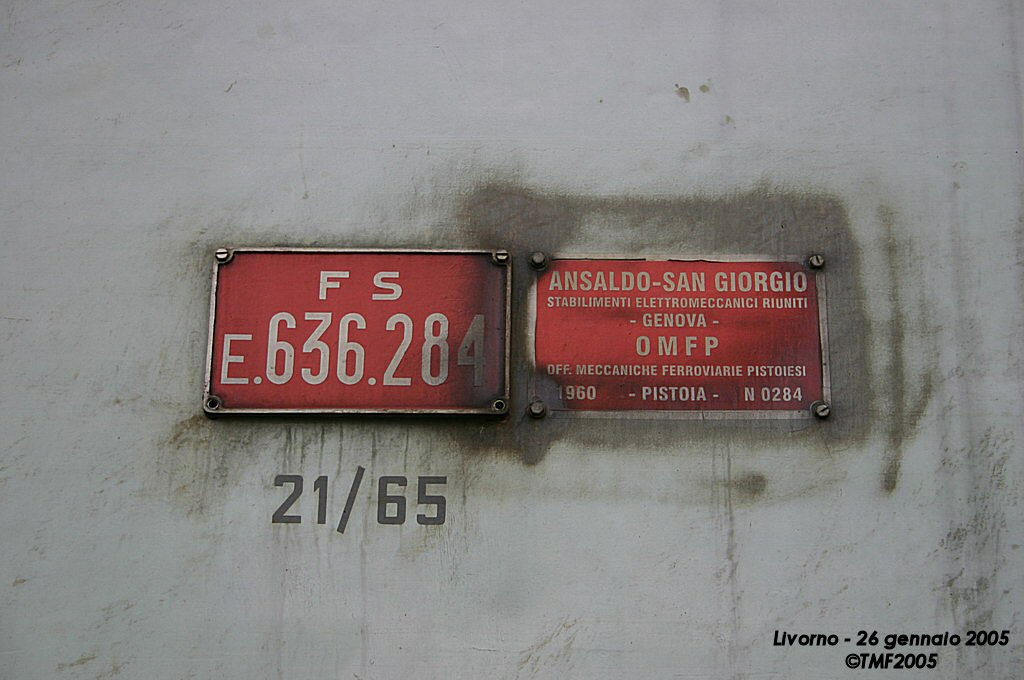 FS
E.636.284
ANSALDO-SAN GIORGIO
STABILIMENTI ELETTROMECCANICI RIUNITI
- GENOVA -
OMFP
OFF. MECCANICHE FERROVIARIE PISTOIESI
1960 - PISTOIA - N 0284
21/65
Livorno - 26 gennaio 2005
©TMF2005